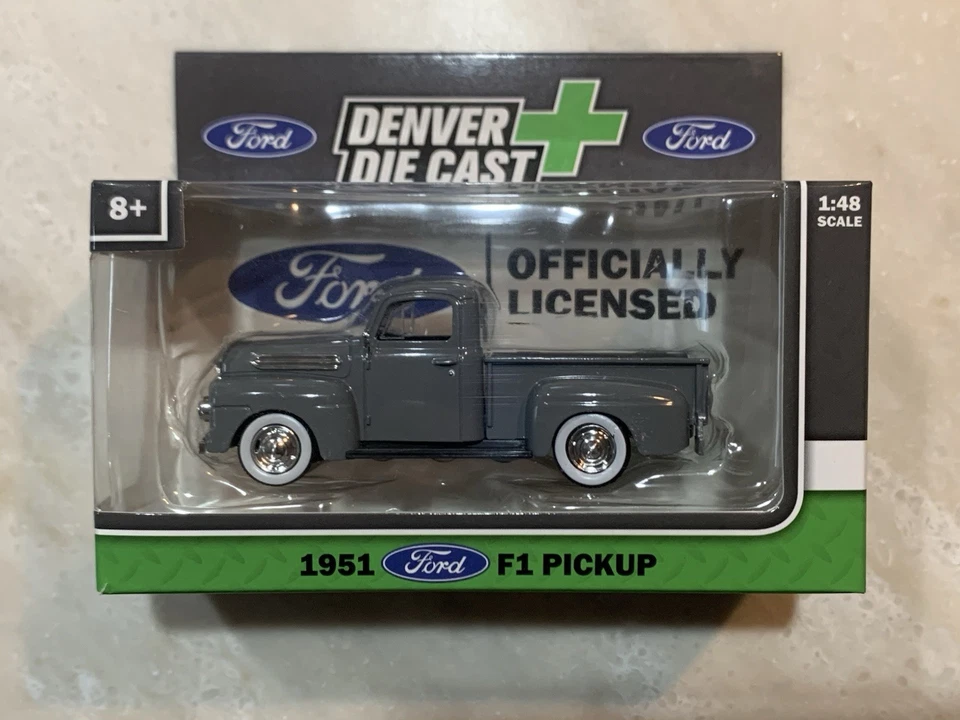 Ford DENVER Ford
DIE CAST
8+
1:48
SCALE
Ford OFFICIALLY
LICENSED
1951 Ford F1 PICKUP